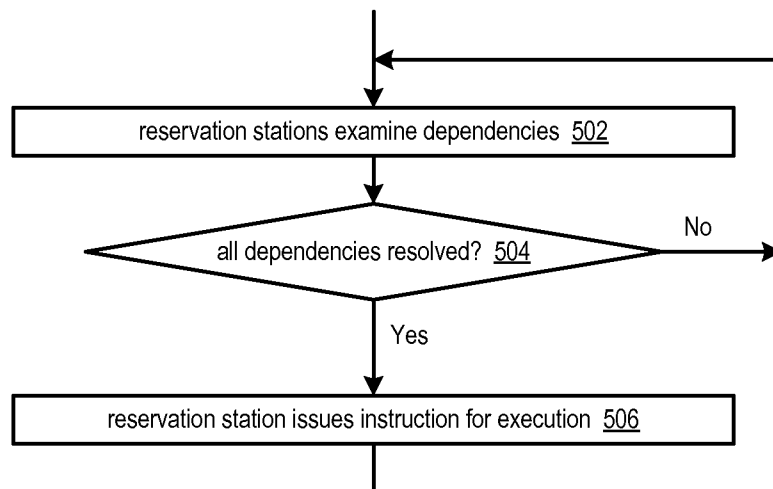 reservation stations examine dependencies 502
all dependencies resolved? 504
No
Yes
reservation station issues instruction for execution 506